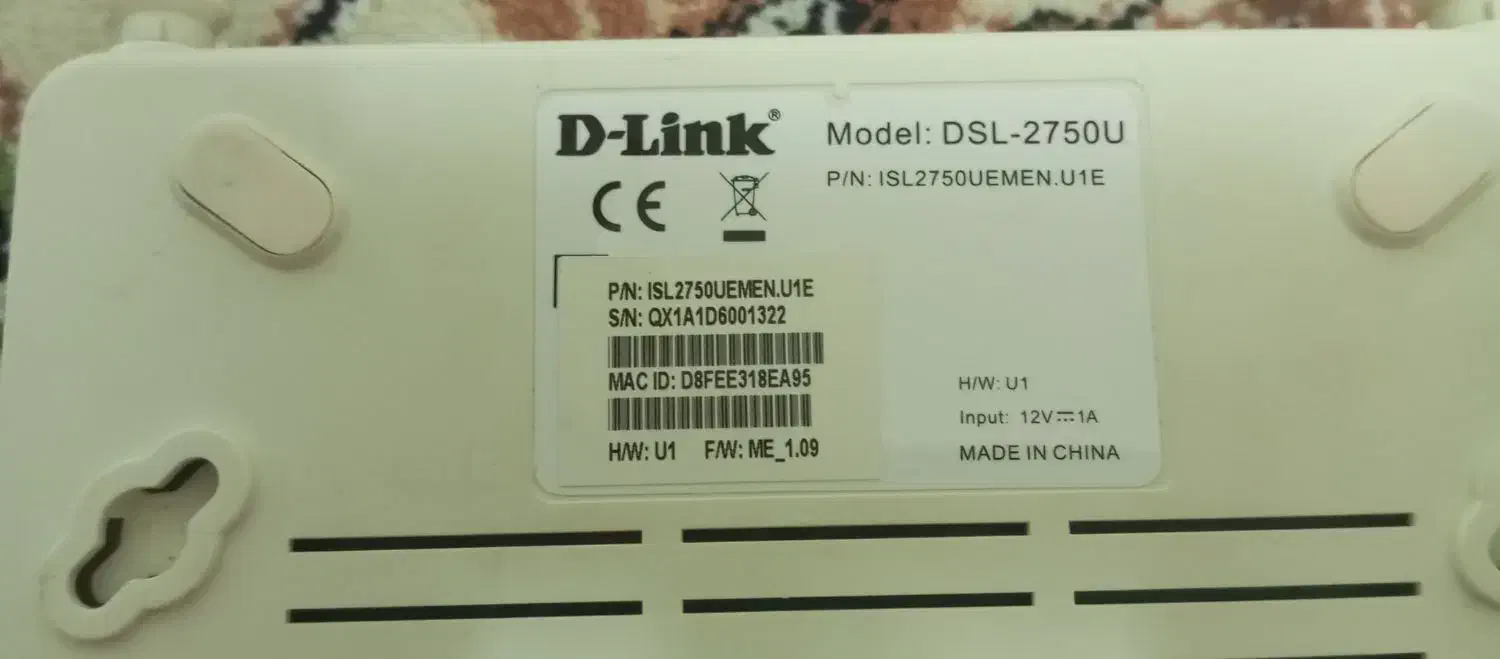 D-Link®
Model: DSL-2750U
P/N: ISL2750UEMEN.U1E
CE
P/N: ISL2750UEMEN.U1E
S/N: QX1A1D6001322
MAC ID: D8FEE318EA95
H/W: U1 F/W: ME_1.09
H/W: U1
Input: 12V⎓1A
MADE IN CHINA